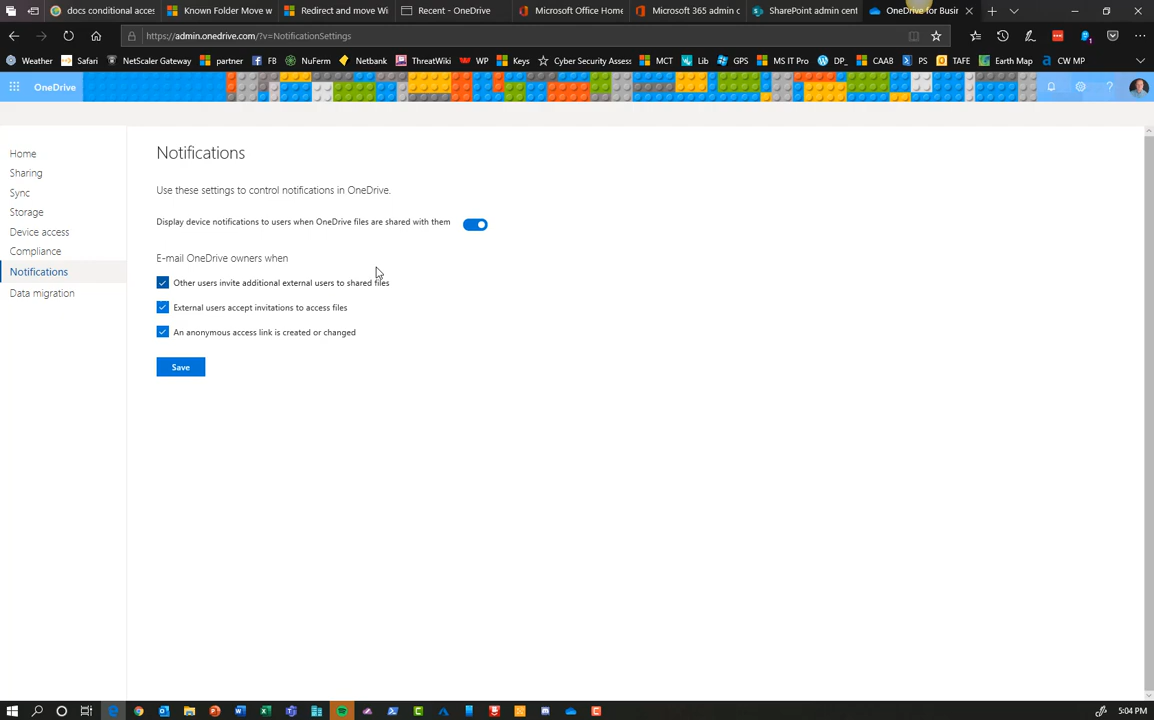 docs conditional acces
Known Folder Move w
Redirect and move Wi
Recent - OneDrive
Microsoft Office Home
Microsoft 365 admin c
SharePoint admin cent
OneDrive for Busin
https://admin.onedrive.com/?v=NotificationSettings
Weather
Safari
NetScaler Gateway
partner
FB
NuFerm
Netbank
ThreatWiki
WP
Keys
Cyber Security Assess
MCT
Lib
GPS
MS IT Pro
DP_
CAAB
PS
TAFE
Earth Map
CW MP
OneDrive
Home
Sharing
Sync
Storage
Device access
Compliance
Notifications
Data migration
Notifications
Use these settings to control notifications in OneDrive.
Display device notifications to users when OneDrive files are shared with them
E-mail OneDrive owners when
Other users invite additional external users to shared files
External users accept invitations to access files
An anonymous access link is created or changed
Save
5:04 PM